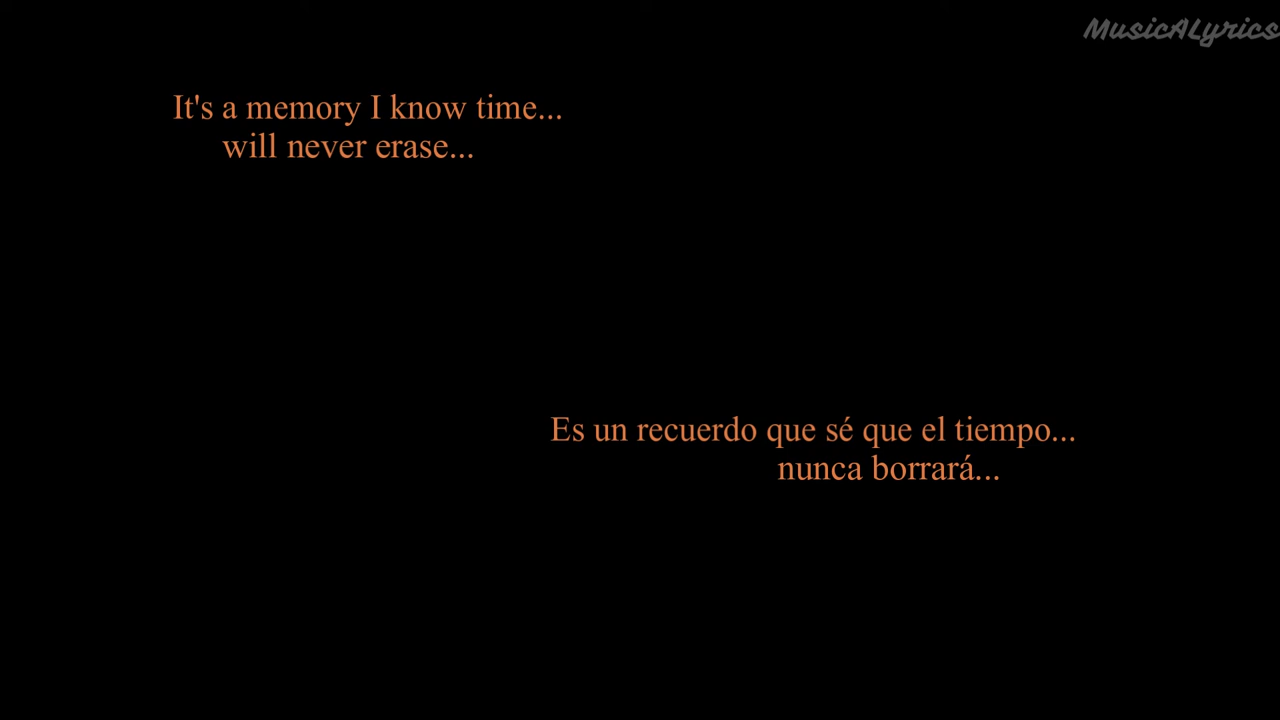 MusicALyrics
It's a memory I know time...
will never erase...
Es un recuerdo que sé que el tiempo...
nunca borrará...